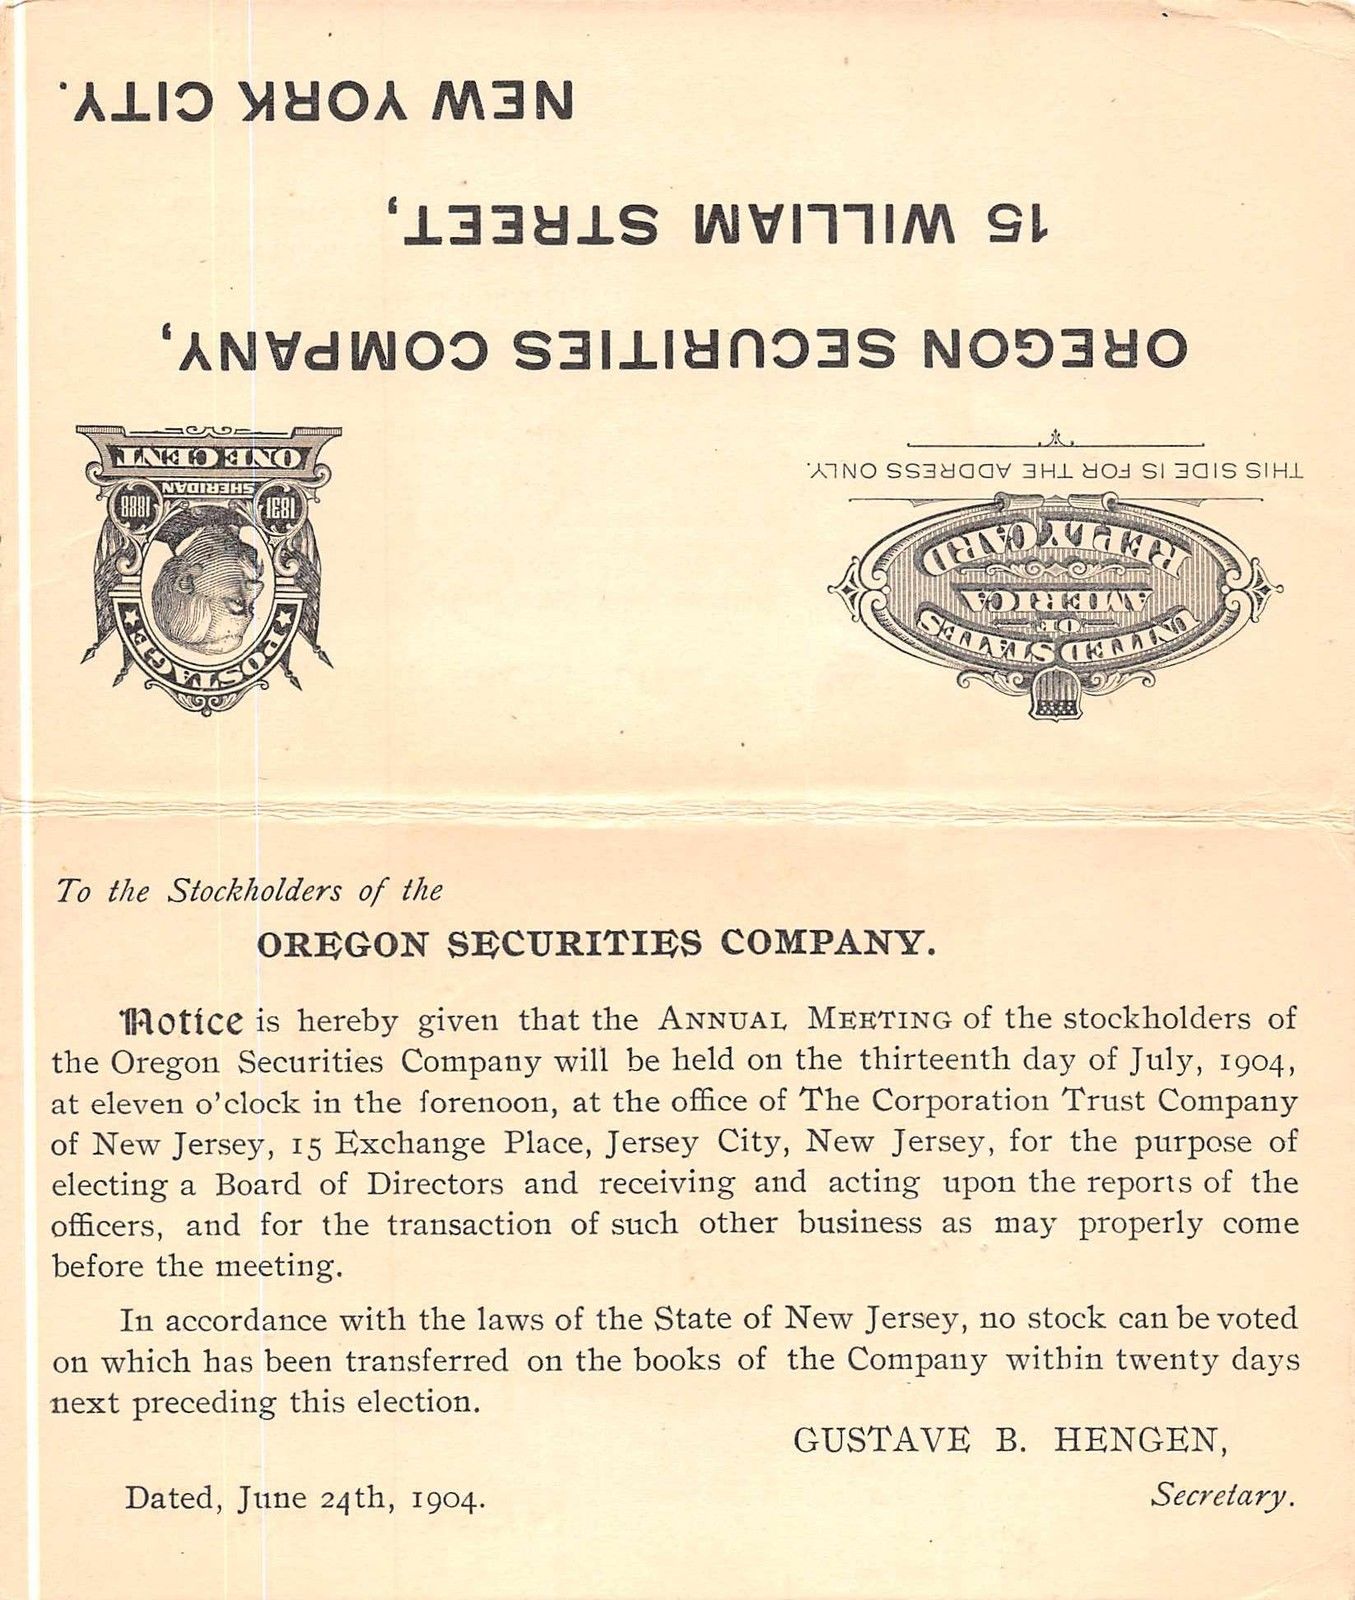 UNITED STATES
OF
AMERICA
REPLY CARD
THIS SIDE IS FOR THE ADDRESS ONLY.
POSTAGE
1831 1888
SHERIDAN
ONE CENT
OREGON SECURITIES COMPANY,
15 WILLIAM STREET,
NEW YORK CITY.
To the Stockholders of the
OREGON SECURITIES COMPANY.
Notice is hereby given that the ANNUAL MEETING of the stockholders of
the Oregon Securities Company will be held on the thirteenth day of July, 1904,
at eleven o'clock in the forenoon, at the office of The Corporation Trust Company
of New Jersey, 15 Exchange Place, Jersey City, New Jersey, for the purpose of
electing a Board of Directors and receiving and acting upon the reports of the
officers, and for the transaction of such other business as may properly come
before the meeting.
In accordance with the laws of the State of New Jersey, no stock can be voted
on which has been transferred on the books of the Company within twenty days
next preceding this election.
GUSTAVE B. HENGEN,
Dated, June 24th, 1904. Secretary.